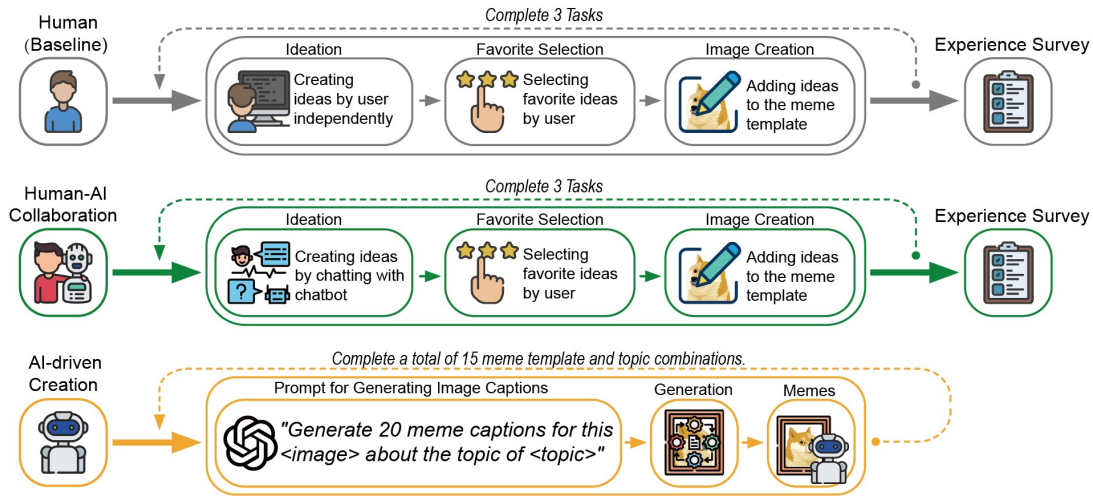 Complete 3 Tasks
Human
(Baseline)
Ideation
Favorite Selection
Image Creation
Experience Survey
Creating
ideas by user
independently
Selecting
favorite ideas
by user
Adding ideas
to the meme
template
Complete 3 Tasks
Human-AI
Collaboration
Ideation
Favorite Selection
Image Creation
Experience Survey
Creating ideas
by chatting with
chatbot
?
Selecting
favorite ideas
by user
Adding ideas
to the meme
template
Complete a total of 15 meme template and topic combinations.
AI-driven
Creation
Prompt for Generating Image Captions
Generation
Memes
"Generate 20 meme captions for this
<image> about the topic of <topic>"